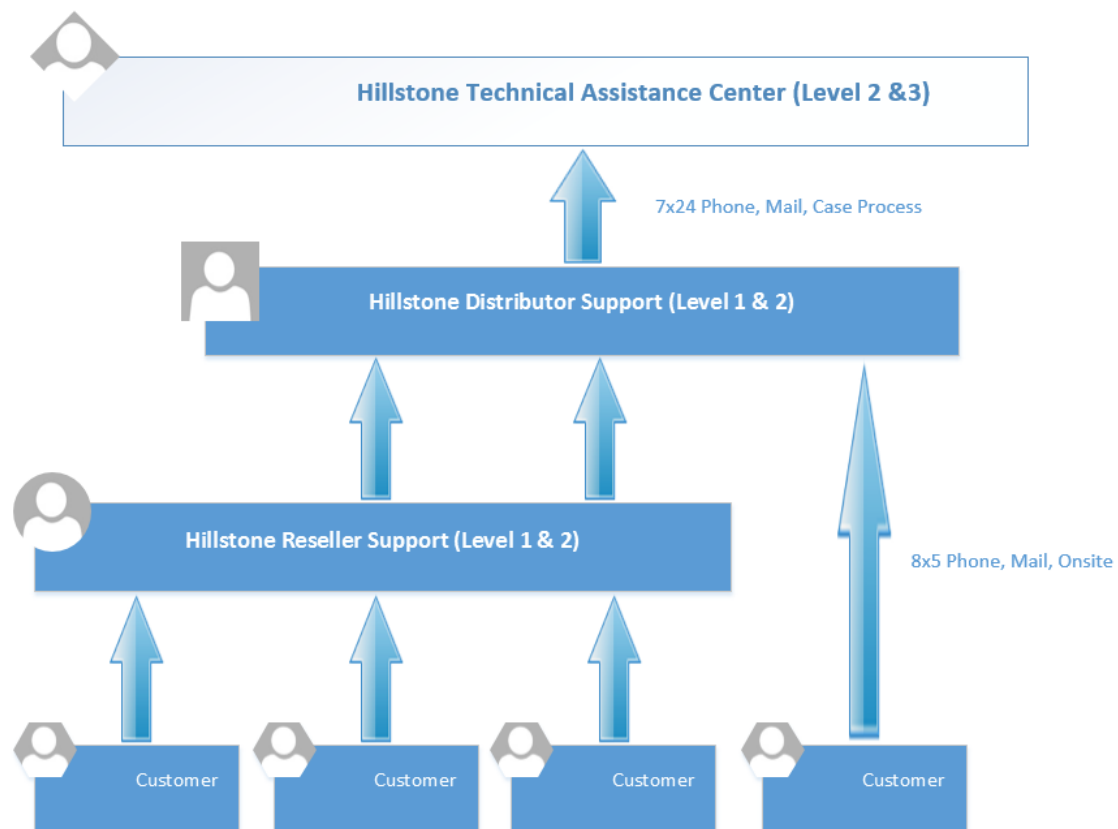 Hillstone Technical Assistance Center (Level 2 &3)
7x24 Phone, Mail, Case Process
Hillstone Distributor Support (Level 1 & 2)
Hillstone Reseller Support (Level 1 & 2)
8x5 Phone, Mail, Onsite
Customer
Customer
Customer
Customer